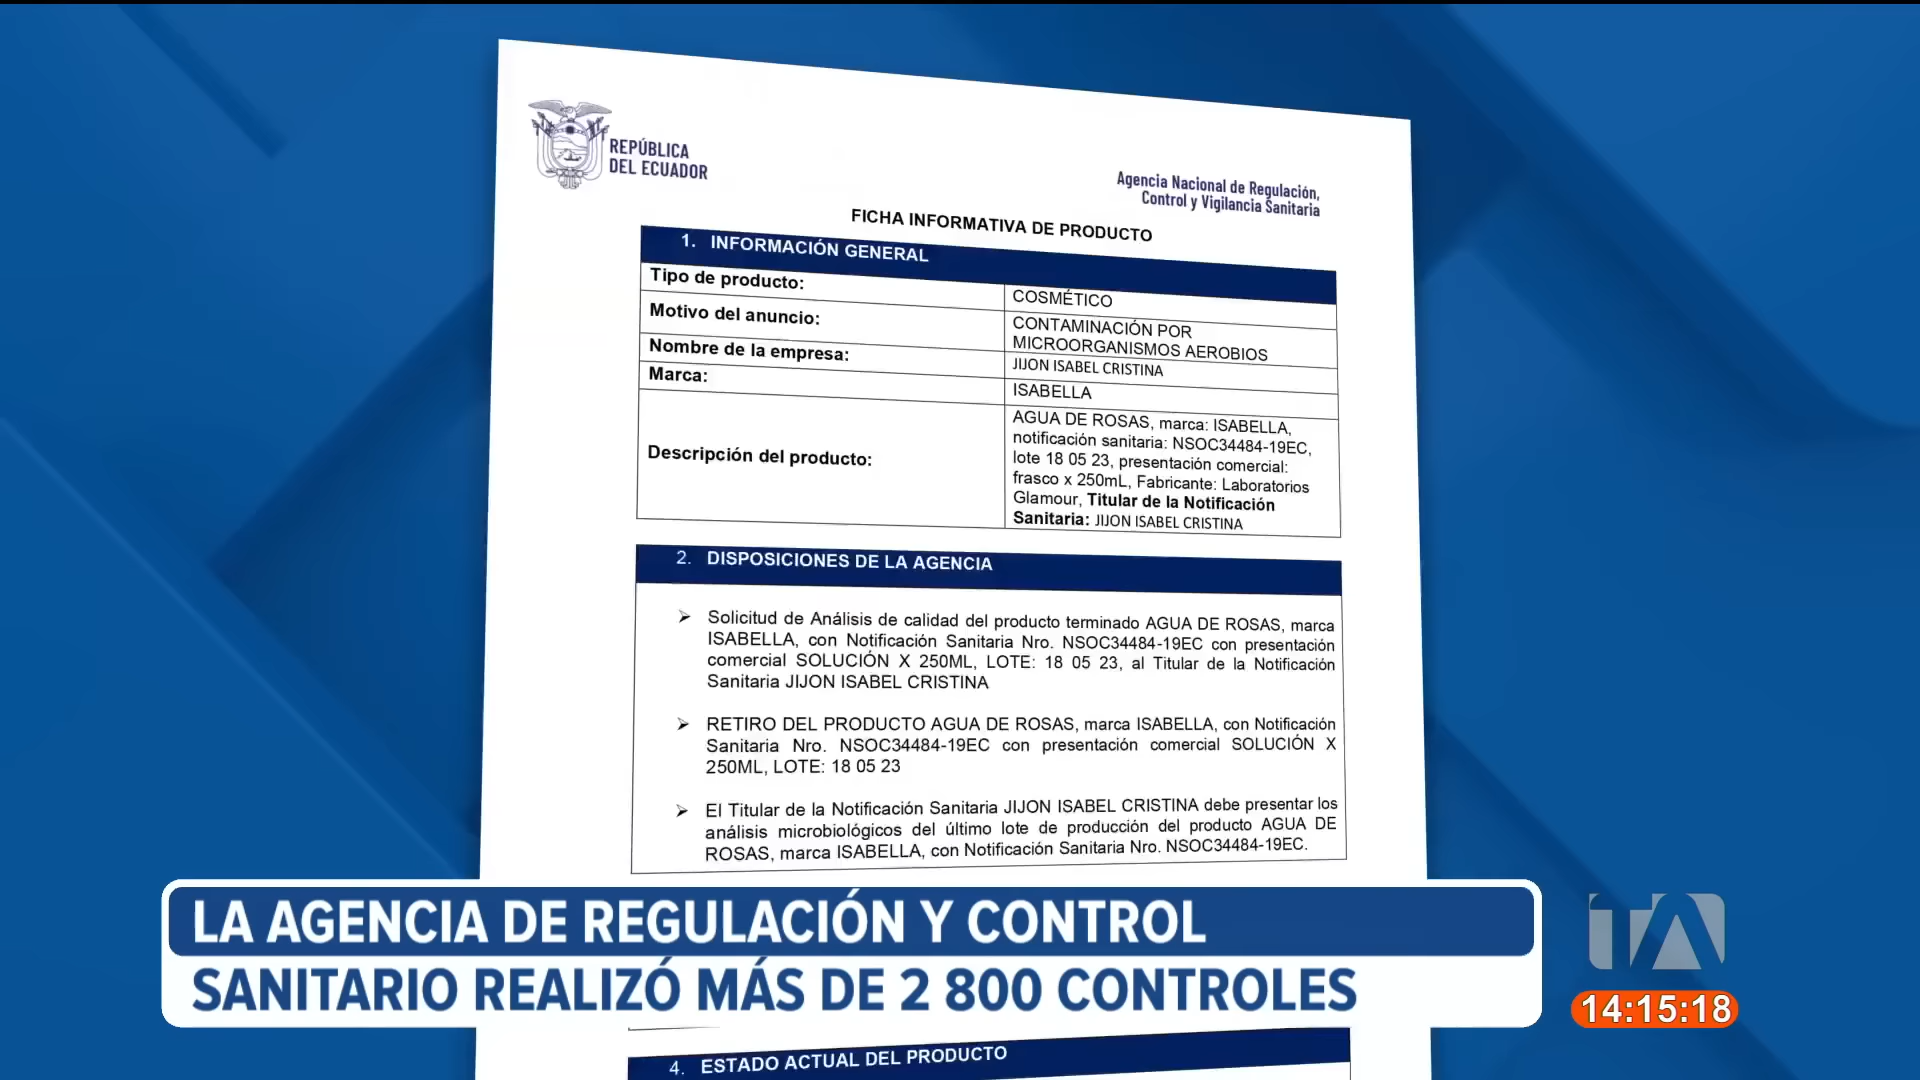 REPÚBLICA
DEL ECUADOR
Agencia Nacional de Regulación,
Control y Vigilancia Sanitaria
FICHA INFORMATIVA DE PRODUCTO
1. INFORMACIÓN GENERAL
Tipo de producto:
COSMÉTICO
Motivo del anuncio:
CONTAMINACIÓN POR
MICROORGANISMOS AEROBIOS
Nombre de la empresa:
JIJON ISABEL CRISTINA
Marca:
ISABELLA
Descripción del producto:
AGUA DE ROSAS, marca: ISABELLA,
notificación sanitaria: NSOC34484-19EC,
lote 18 05 23, presentación comercial:
frasco x 250mL, Fabricante: Laboratorios
Glamour, Titular de la Notificación
Sanitaria: JIJON ISABEL CRISTINA
2. DISPOSICIONES DE LA AGENCIA
➢ Solicitud de Análisis de calidad del producto terminado AGUA DE ROSAS, marca
ISABELLA, con Notificación Sanitaria Nro. NSOC34484-19EC con presentación
comercial SOLUCIÓN X 250ML, LOTE: 18 05 23, al Titular de la Notificación
Sanitaria JIJON ISABEL CRISTINA
➢ RETIRO DEL PRODUCTO AGUA DE ROSAS, marca ISABELLA, con Notificación
Sanitaria Nro. NSOC34484-19EC con presentación comercial SOLUCIÓN X
250ML, LOTE: 18 05 23
➢ El Titular de la Notificación Sanitaria JIJON ISABEL CRISTINA debe presentar los
análisis microbiológicos del último lote de producción del producto AGUA DE
ROSAS, marca ISABELLA, con Notificación Sanitaria Nro. NSOC34484-19EC.
LA AGENCIA DE REGULACIÓN Y CONTROL
SANITARIO REALIZÓ MÁS DE 2 800 CONTROLES
TA
14:15:18
4. ESTADO ACTUAL DEL PRODUCTO